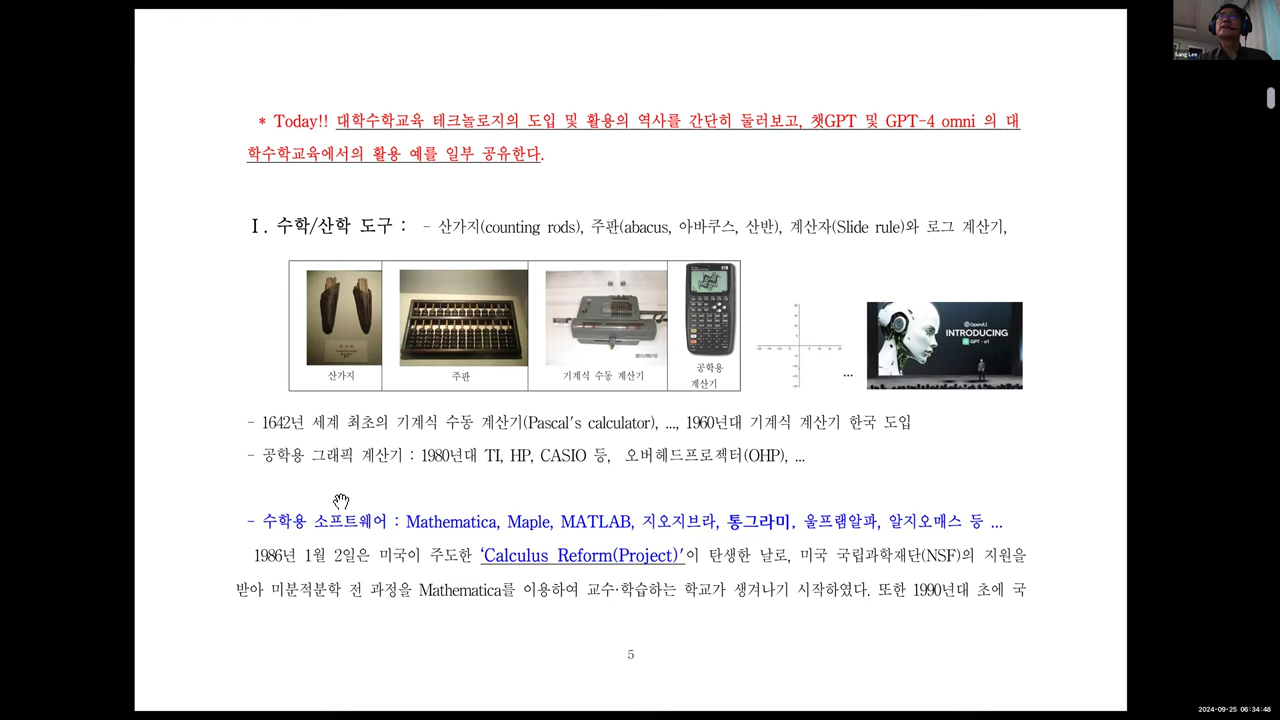 * Today!! 대학수학교육 테크놀로지의 도입 및 활용의 역사를 간단히 둘러보고, 챗GPT 및 GPT-4 omni 의 대
학수학교육에서의 활용 예를 일부 공유한다.
Ⅰ. 수학/산학 도구 : - 산가지(counting rods), 주판(abacus, 아바쿠스, 산반), 계산자(Slide rule)와 로그 계산기,
OpenAI
INTRODUCING
GPT - o1
산가지
주판
기계식 수동 계산기
공학용
계산기
...
- 1642년 세계 최초의 기계식 수동 계산기(Pascal's calculator), ..., 1960년대 기계식 계산기 한국 도입
- 공학용 그래픽 계산기 : 1980년대 TI, HP, CASIO 등, 오버헤드프로젝터(OHP), ...
- 수학용 소프트웨어 : Mathematica, Maple, MATLAB, 지오지브라, 통그라미, 울프램알파, 알지오매스 등 ...
1986년 1월 2일은 미국이 주도한 ‘Calculus Reform(Project)'이 탄생한 날로, 미국 국립과학재단(NSF)의 지원을
받아 미분적분학 전 과정을 Mathematica를 이용하여 교수·학습하는 학교가 생겨나기 시작하였다. 또한 1990년대 초에 국
5
Sang Lee
2024-09-25 06:34:48